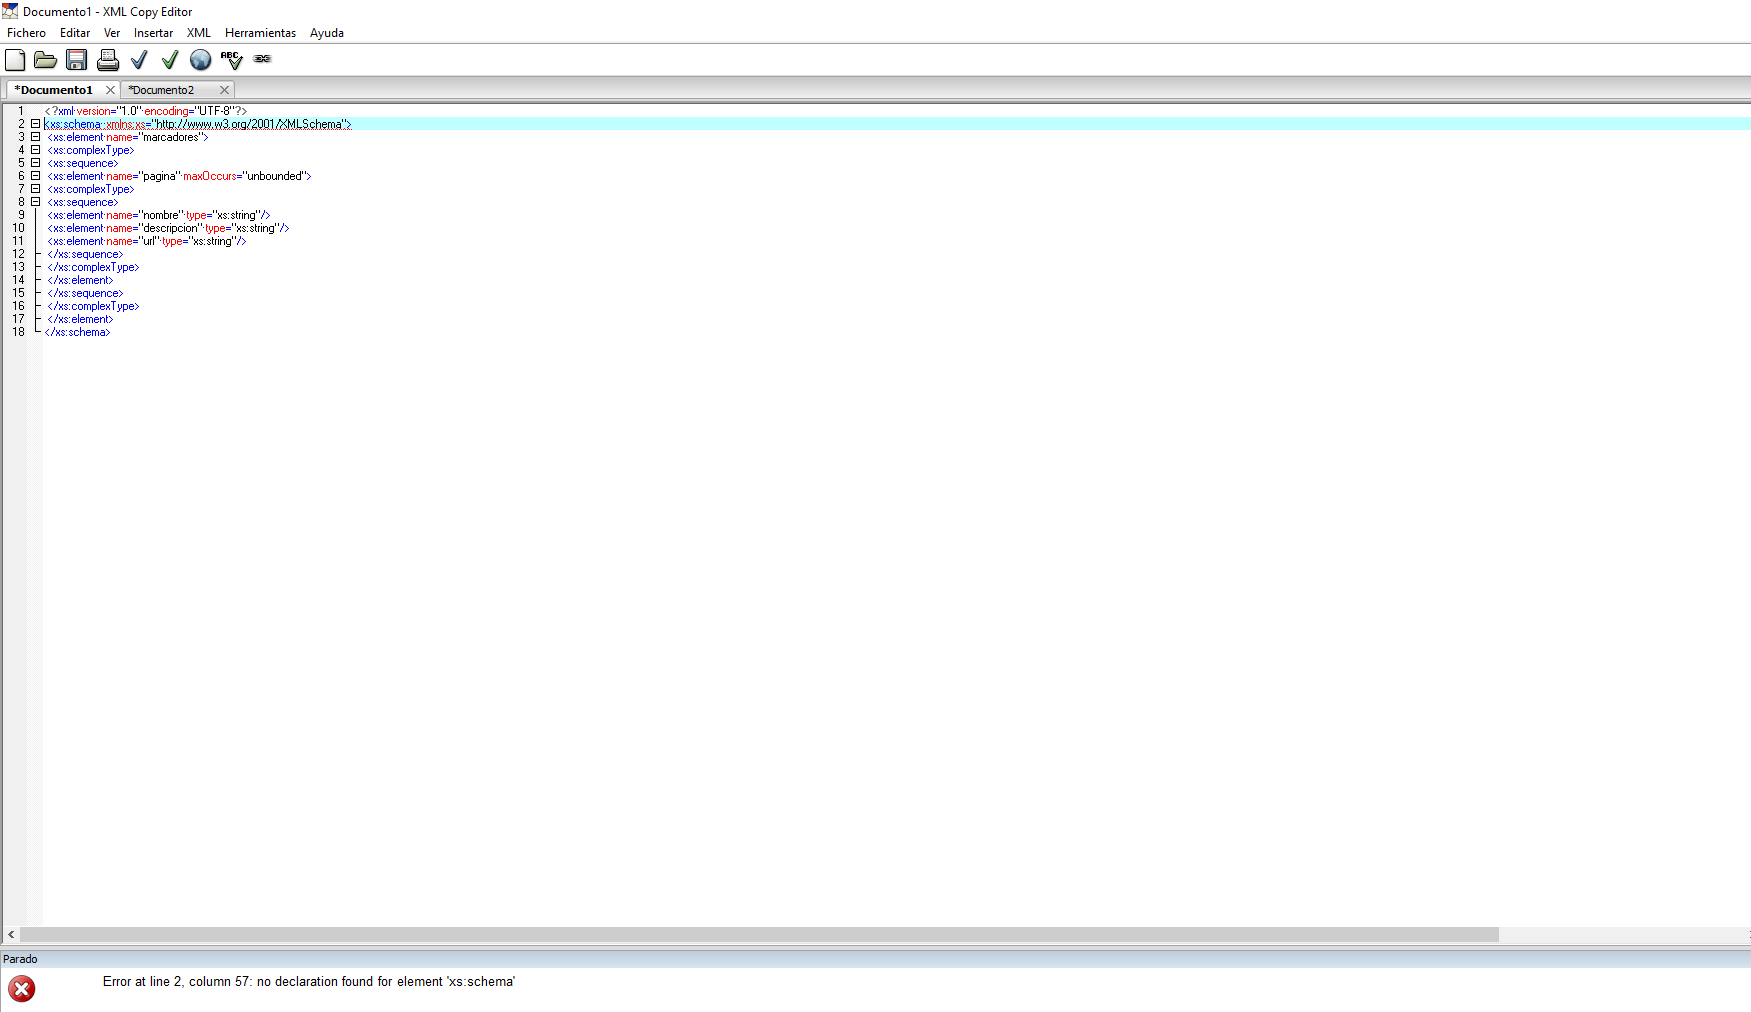 Documento1 - XML Copy Editor
Fichero Editar Ver Insertar XML Herramientas Ayuda
ABC
*Documento1 *Documento2
1 <?xml version="1.0" encoding="UTF-8"?>
2 <xs:schema xmlns:xs="http://www.w3.org/2001/XMLSchema">
3 <xs:element name="marcadores">
4 <xs:complexType>
5 <xs:sequence>
6 <xs:element name="pagina" maxOccurs="unbounded">
7 <xs:complexType>
8 <xs:sequence>
9 <xs:element name="nombre" type="xs:string"/>
10 <xs:element name="descripcion" type="xs:string"/>
11 <xs:element name="url" type="xs:string"/>
12 </xs:sequence>
13 </xs:complexType>
14 </xs:element>
15 </xs:sequence>
16 </xs:complexType>
17 </xs:element>
18 </xs:schema>
Parado
Error at line 2, column 57: no declaration found for element 'xs:schema'